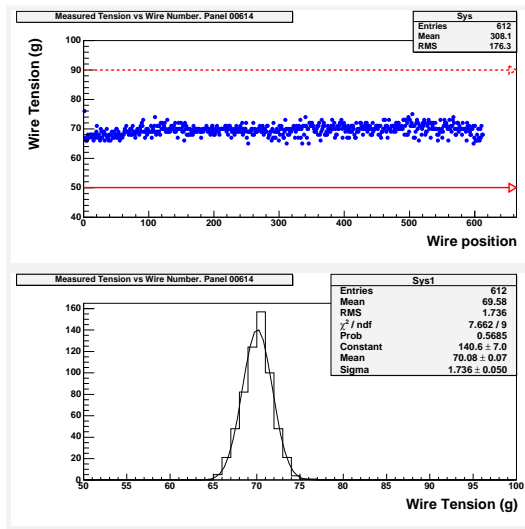 Measured Tension vs Wire Number. Panel 00614
Sys
Entries 612
Mean 308.1
RMS 176.3
Wire Tension (g)
100
90
80
70
60
50
40
0 100 200 300 400 500 600
Wire position
Measured Tension vs Wire Number. Panel 00614
Sys1
Entries 612
Mean 69.58
RMS 1.736
χ² / ndf 7.662 / 9
Prob 0.5685
Constant 140.6 ± 7.0
Mean 70.08 ± 0.07
Sigma 1.736 ± 0.050
160
140
120
100
80
60
40
20
0
50 55 60 65 70 75 80 85 90 95 100
Wire Tension (g)